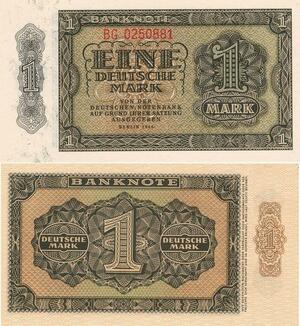 BANKNOTE
BG 0250881
EINE
DEUTSCHE
MARK
VON DER
DEUTSCHEN NOTENBANK
AUF GRUND IHRER SATZUNG
AUSGEGEBEN
BERLIN 1948
1
1
MARK
BANKNOTE
DEUTSCHE
MARK
1
DEUTSCHE
MARK
1